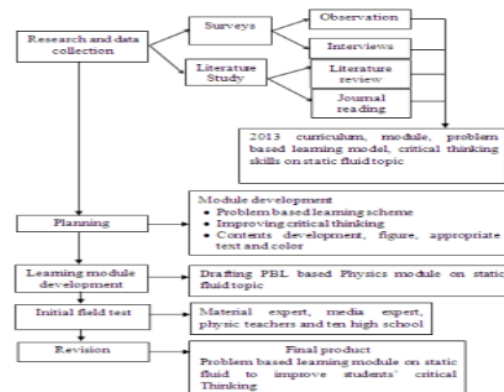 Research and data
collection
Surveys
Literature
Study
Observation
Interviews
Literature
review
Journal
reading
2013 curriculum, module, problem
based learning model, critical thinking
skills on static fluid topic
Planning
Module development
• Problem based learning scheme
• Improving critical thinking
• Contents development, figure, appropriate
text and color
Learning module
development
Drafting PBL based Physics module on static
fluid topic
Initial field test
Material expert, media expert,
physic teachers and ten high school
Revision
Final product
Problem based learning module on static
fluid to improve students' critical
Thinking